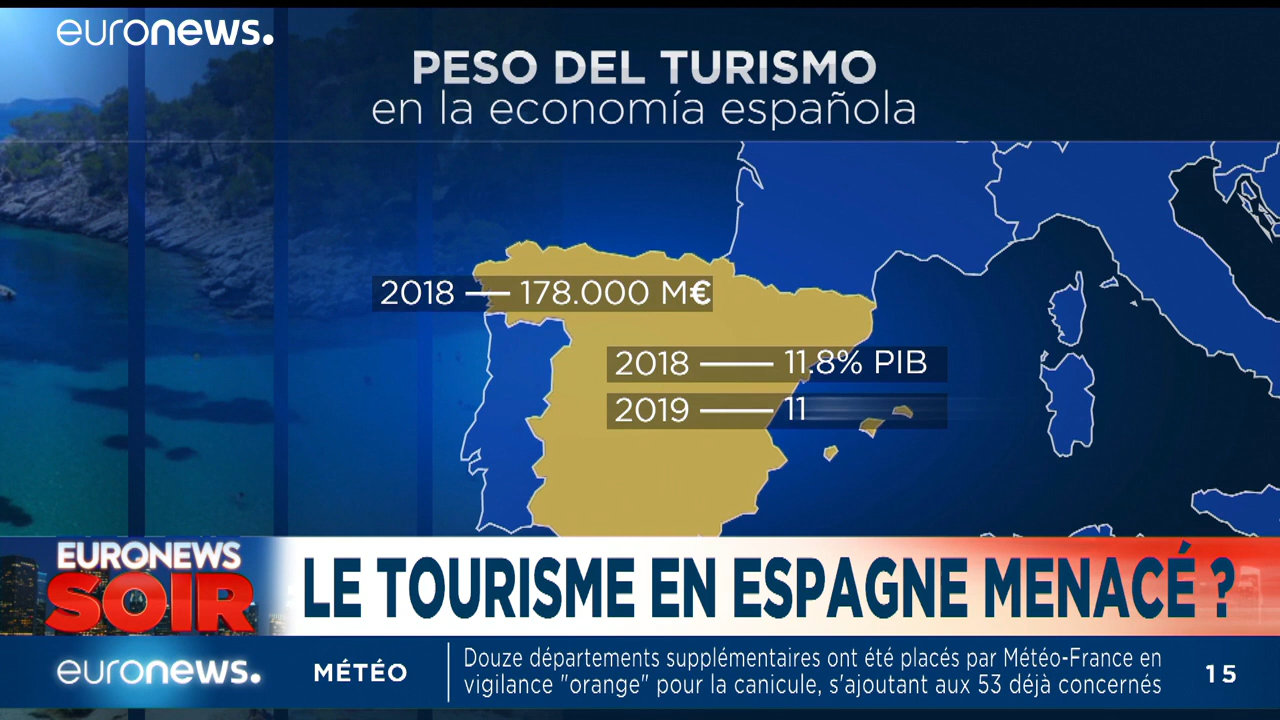 euronews.
PESO DEL TURISMO
en la economía española
2018 — 178.000 M€
2018 — 11.8% PIB
2019 — 11
EURONEWS
SOIR
LE TOURISME EN ESPAGNE MENACÉ ?
euronews.
MÉTÉO
Douze départements supplémentaires ont été placés par Météo-France en
vigilance "orange" pour la canicule, s'ajoutant aux 53 déjà concernés
15